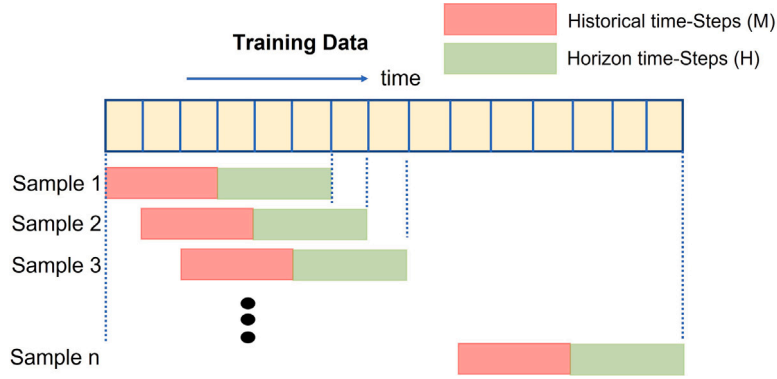 Historical time-Steps (M)
Training Data
Horizon time-Steps (H)
time
Sample 1
Sample 2
Sample 3
Sample n